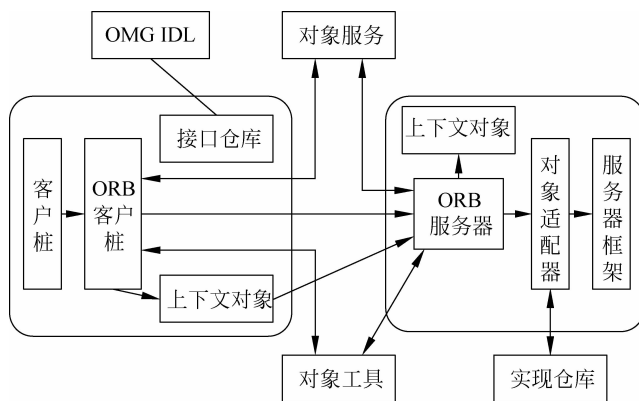 OMG IDL
对象服务
接口仓库
客户桩
ORB
客户
桩
上下文对象
上下文对象
ORB
服务器
对象适配器
服务器框架
对象工具
实现仓库